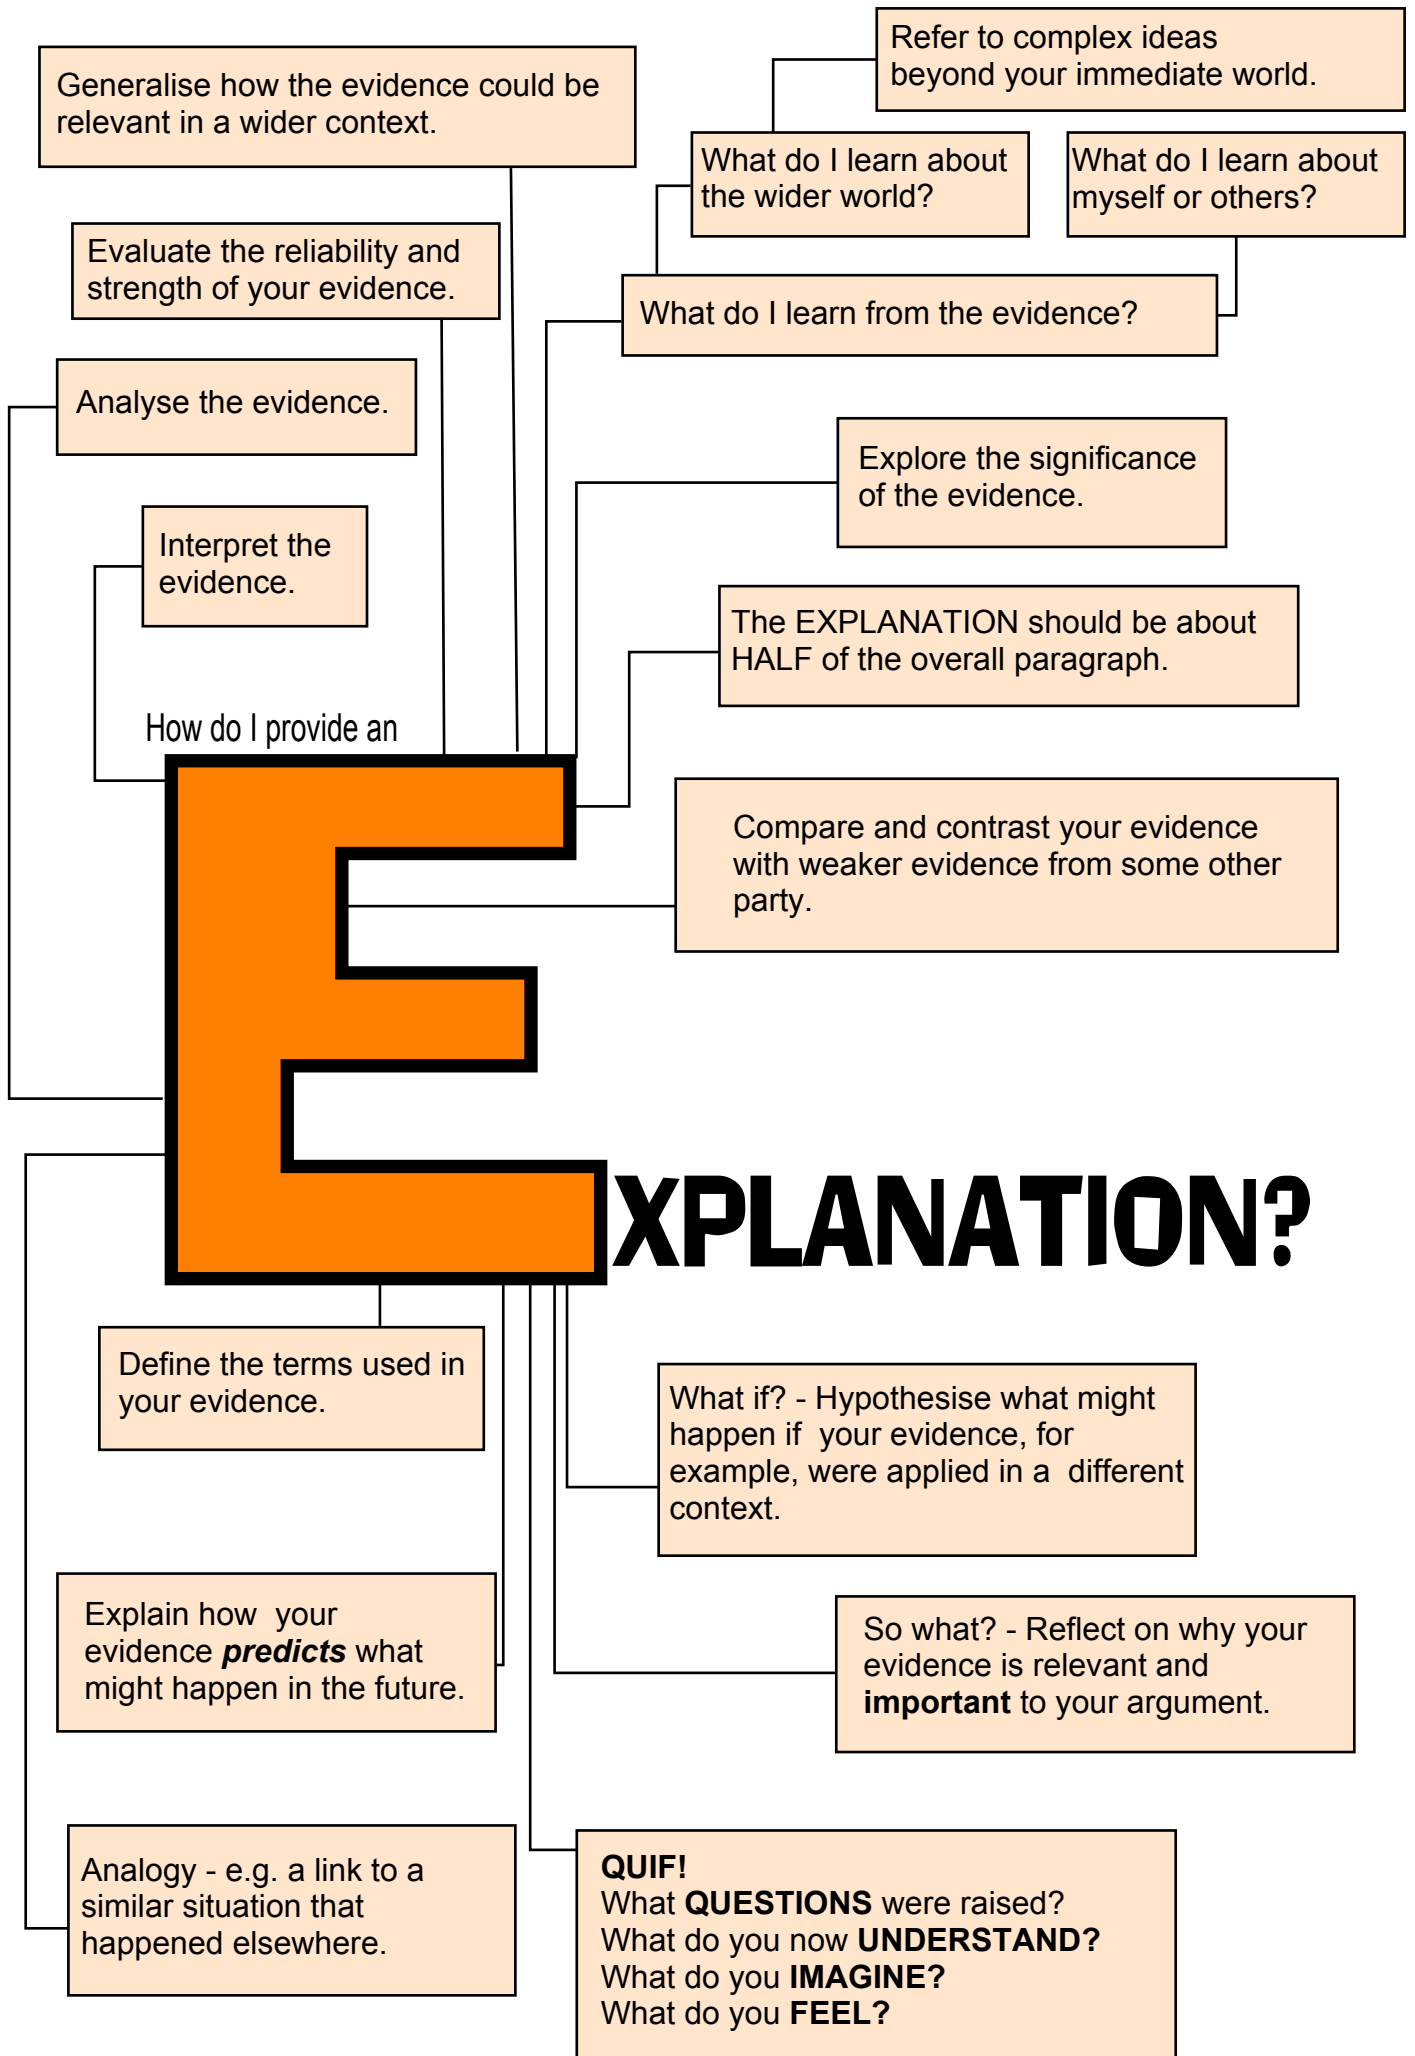 Refer to complex ideas
beyond your immediate world.
Generalise how the evidence could be
relevant in a wider context.
What do I learn about
the wider world?
What do I learn about
myself or others?
Evaluate the reliability and
strength of your evidence.
What do I learn from the evidence?
Analyse the evidence.
Explore the significance
of the evidence.
Interpret the
evidence.
The EXPLANATION should be about
HALF of the overall paragraph.
How do I provide an
EXPLANATION?
Compare and contrast your evidence
with weaker evidence from some other
party.
Define the terms used in
your evidence.
What if? - Hypothesise what might
happen if  your evidence, for
example, were applied in a  different
context.
Explain how  your
evidence predicts what
might happen in the future.
So what? - Reflect on why your
evidence is relevant and
important to your argument.
Analogy - e.g. a link to a
similar situation that
happened elsewhere.
QUIF!
What QUESTIONS were raised?
What do you now UNDERSTAND?
What do you IMAGINE?
What do you FEEL?